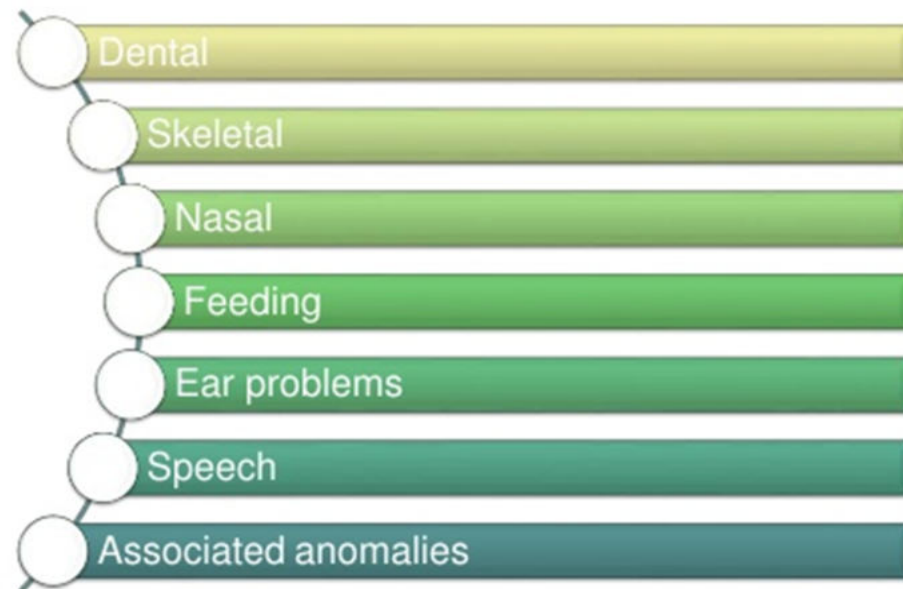 Dental
Skeletal
Nasal
Feeding
Ear problems
Speech
Associated anomalies